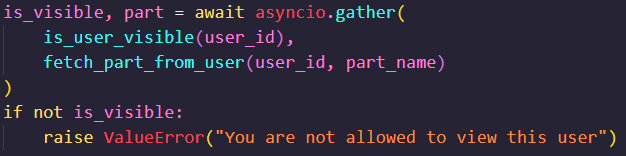 is_visible, part = await asyncio.gather(
    is_user_visible(user_id),
    fetch_part_from_user(user_id, part_name)
)
if not is_visible:
    raise ValueError("You are not allowed to view this user")